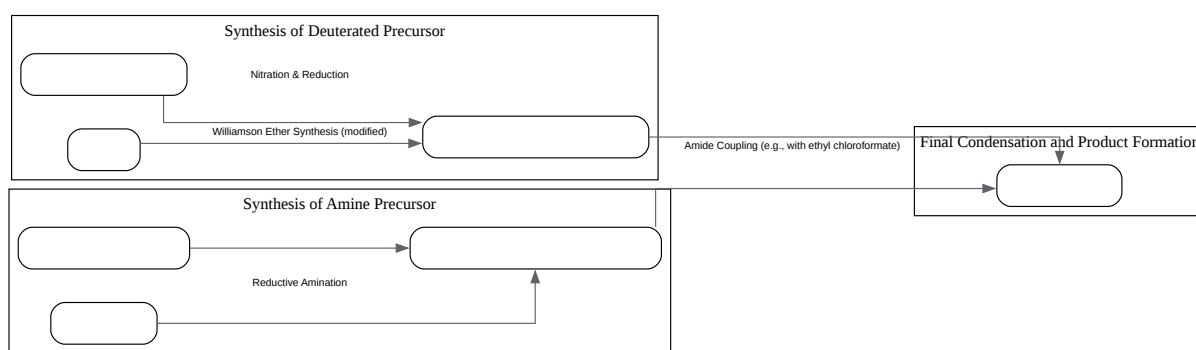 Synthesis of Deuterated Precursor
Nitration & Reduction
Williamson Ether Synthesis (modified)
Amide Coupling (e.g., with ethyl chloroformate)
Final Condensation and Product Formation
Synthesis of Amine Precursor
Reductive Amination